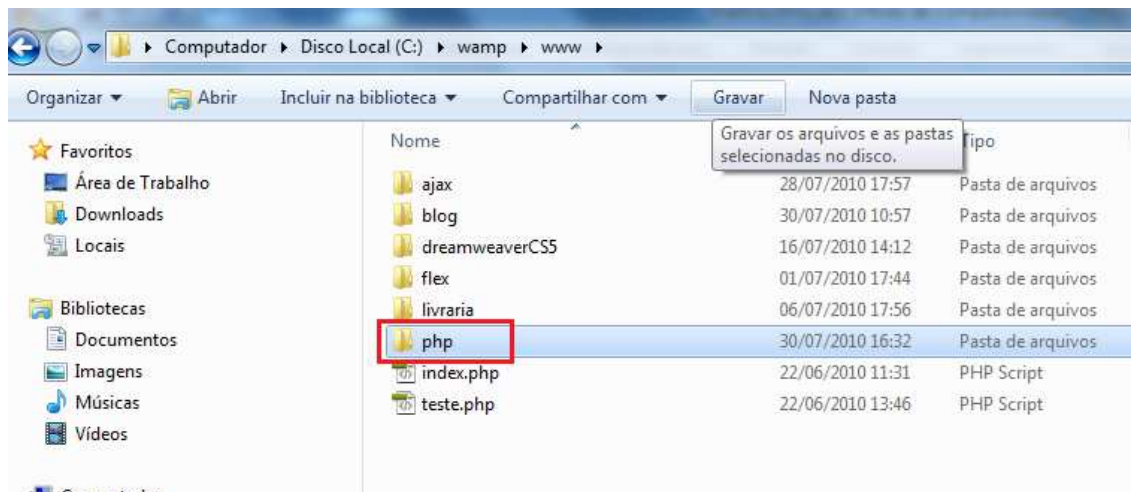 Computador Disco Local (C:) wamp www
Organizar Abrir Incluir na biblioteca Compartilhar com Gravar Nova pasta
Gravar os arquivos e as pastas
selecionadas no disco.
Favoritos
Área de Trabalho
Downloads
Locais
Bibliotecas
Documentos
Imagens
Músicas
Vídeos
Nome
ajax 28/07/2010 17:57 Pasta de arquivos
blog 30/07/2010 10:57 Pasta de arquivos
dreamweaverCS5 16/07/2010 14:12 Pasta de arquivos
flex 01/07/2010 17:44 Pasta de arquivos
livraria 06/07/2010 17:56 Pasta de arquivos
php 30/07/2010 16:32 Pasta de arquivos
index.php 22/06/2010 11:31 PHP Script
teste.php 22/06/2010 13:46 PHP Script